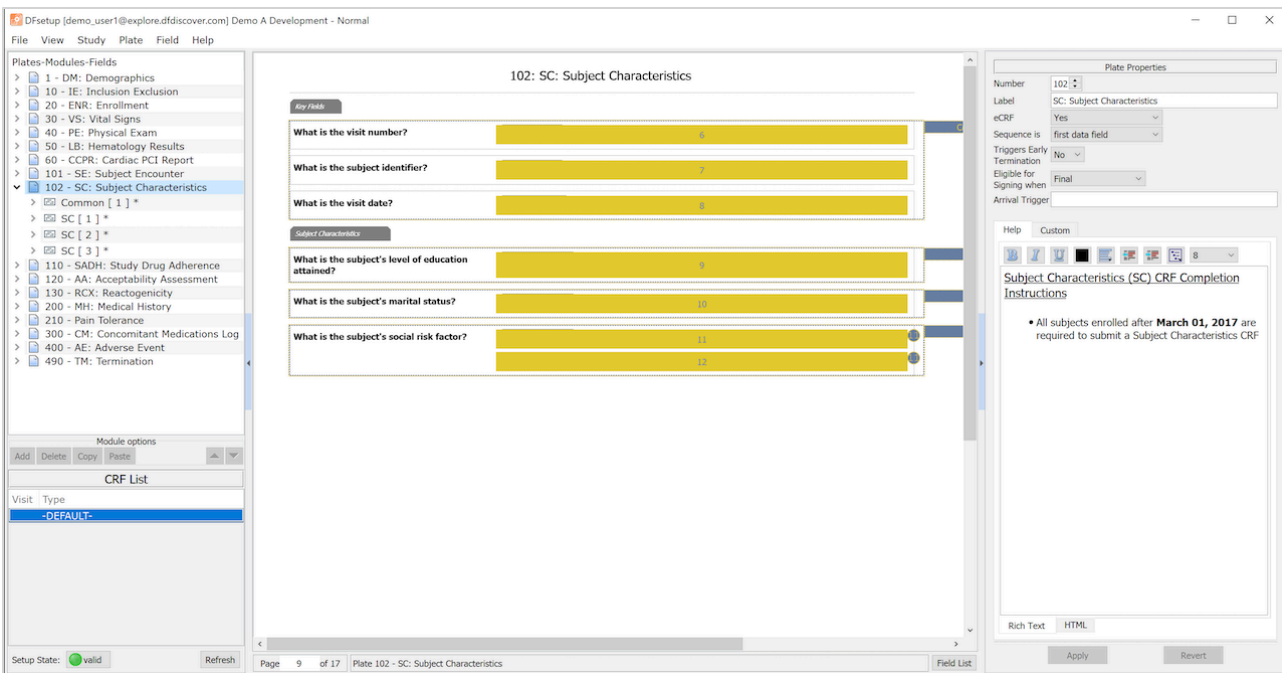 DFsetup [demo_user1@explore.dfdiscover.com] Demo A Development - Normal
File View Study Plate Field Help
Plates-Modules-Fields
1 - DM: Demographics
10 - IE: Inclusion Exclusion
20 - ENR: Enrollment
30 - VS: Vital Signs
40 - PE: Physical Exam
50 - LB: Hematology Results
60 - CCPR: Cardiac PCI Report
101 - SE: Subject Encounter
102 - SC: Subject Characteristics
Common [ 1 ] *
SC [ 1 ] *
SC [ 2 ] *
SC [ 3 ] *
110 - SADH: Study Drug Adherence
120 - AA: Acceptability Assessment
130 - RCX: Reactogenicity
200 - MH: Medical History
210 - Pain Tolerance
300 - CM: Concomitant Medications Log
400 - AE: Adverse Event
490 - TM: Termination
Module options
Add Delete Copy Paste
CRF List
Visit Type
-DEFAULT-
Setup State: valid Refresh
102: SC: Subject Characteristics
Key Fields
What is the visit number? 6
What is the subject identifier? 7
What is the visit date? 8
Subject Characteristics
What is the subject's level of education
attained?
9
What is the subject's marital status? 10
What is the subject's social risk factor? 11
12
Page 9 of 17 Plate 102 - SC: Subject Characteristics Field List
Plate Properties
Number 102
Label SC: Subject Characteristics
eCRF Yes
Sequence is first data field
Triggers Early
Termination No
Eligible for
Signing when Final
Arrival Trigger
Help Custom
B I U 8
Subject Characteristics (SC) CRF Completion
Instructions
• All subjects enrolled after March 01, 2017 are
required to submit a Subject Characteristics CRF
Rich Text HTML
Apply Revert